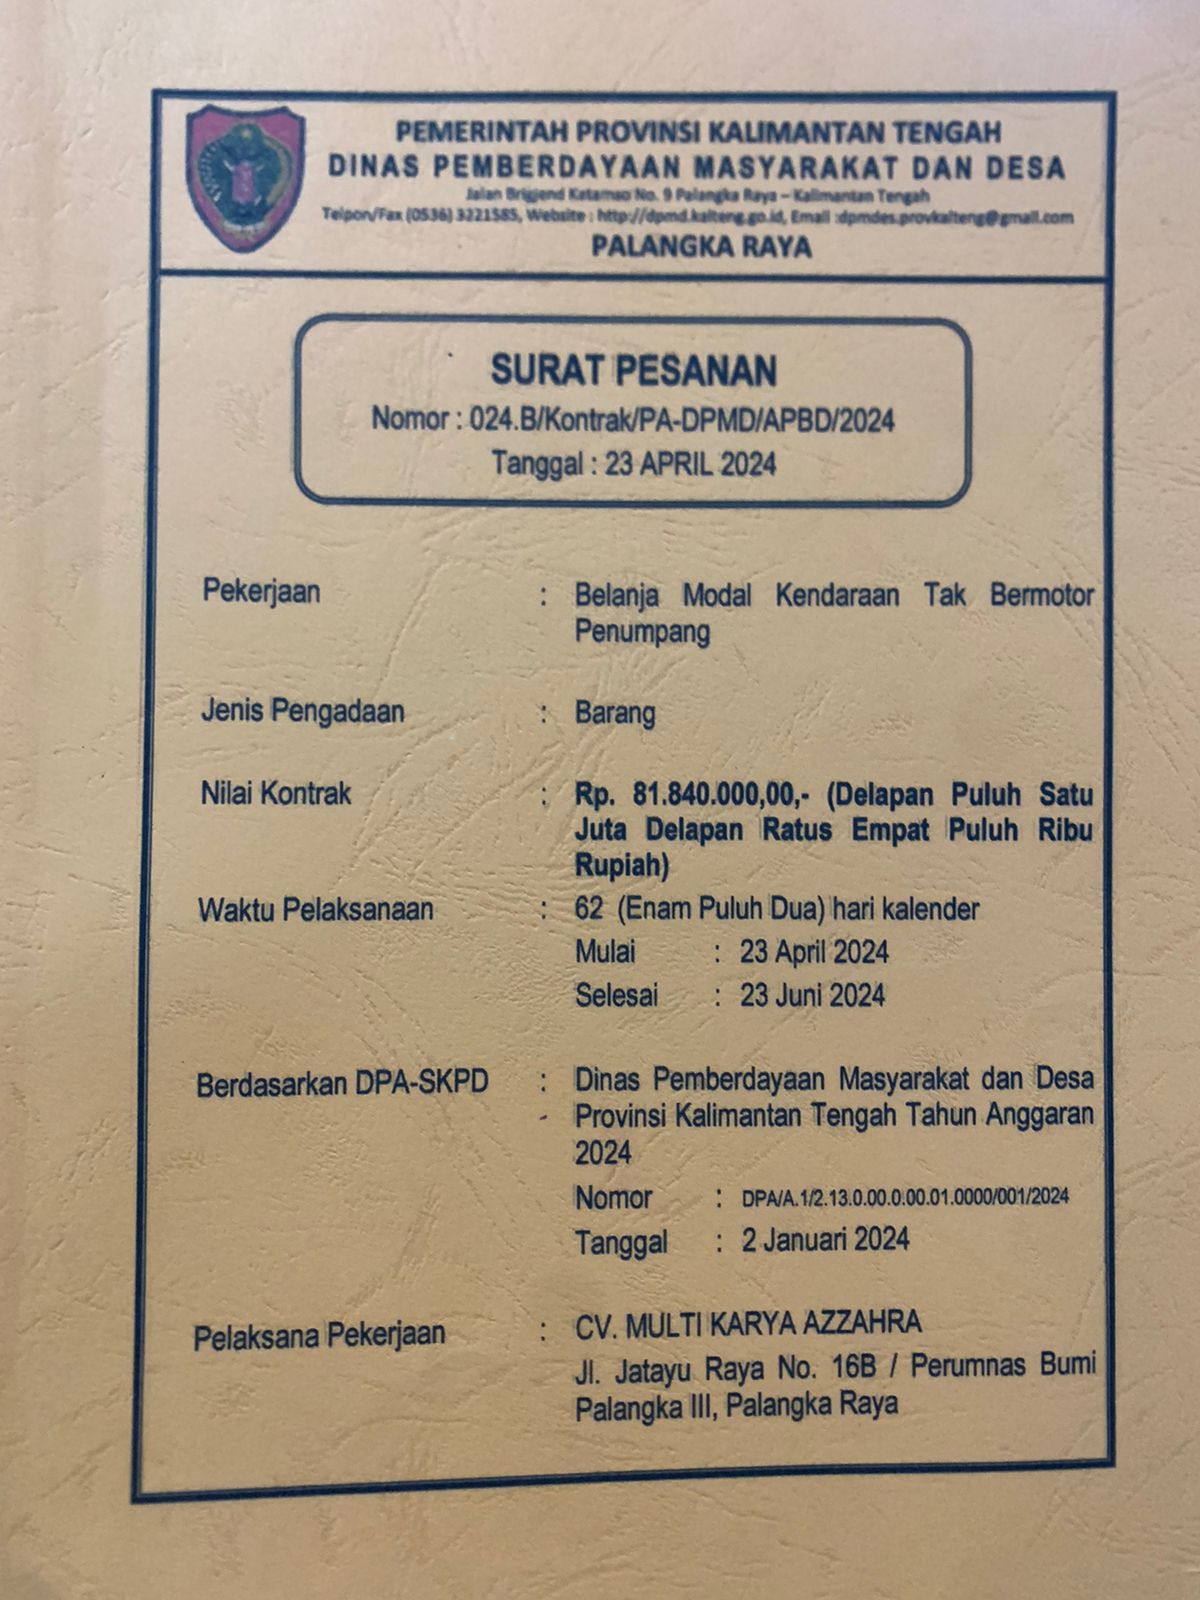 PEMERINTAH PROVINSI KALIMANTAN TENGAH
DINAS PEMBERDAYAAN MASYARAKAT DAN DESA
Jalan Brigjend Katamso No. 9 Palangka Raya – Kalimantan Tengah
Telpon/Fax (0536) 3221585, Website : http://dpmd.kalteng.go.id, Email :dpmdes.provkalteng@gmail.com
PALANGKA RAYA
SURAT PESANAN
Nomor : 024.B/Kontrak/PA-DPMD/APBD/2024
Tanggal : 23 APRIL 2024
Pekerjaan : Belanja Modal Kendaraan Tak Bermotor
Penumpang
Jenis Pengadaan : Barang
Nilai Kontrak : Rp. 81.840.000,00,- (Delapan Puluh Satu
Juta Delapan Ratus Empat Puluh Ribu
Rupiah)
Waktu Pelaksanaan : 62 (Enam Puluh Dua) hari kalender
Mulai : 23 April 2024
Selesai : 23 Juni 2024
Berdasarkan DPA-SKPD : Dinas Pemberdayaan Masyarakat dan Desa
Provinsi Kalimantan Tengah Tahun Anggaran
2024
Nomor : DPA/A.1/2.13.0.00.0.00.01.0000/001/2024
Tanggal : 2 Januari 2024
Pelaksana Pekerjaan : CV. MULTI KARYA AZZAHRA
Jl. Jatayu Raya No. 16B / Perumnas Bumi
Palangka III, Palangka Raya